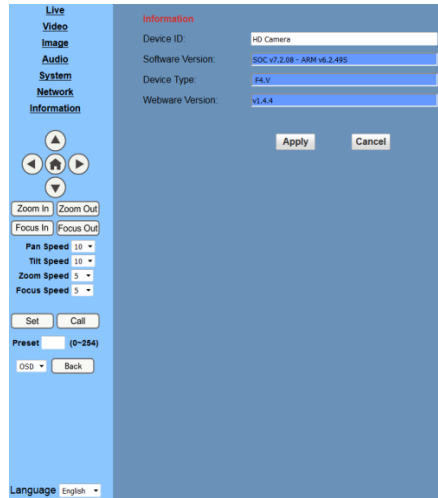 Live
Video
Image
Audio
System
Network
Information
Zoom In Zoom Out
Focus In Focus Out
Pan Speed 10
Tilt Speed 10
Zoom Speed 5
Focus Speed 5
Set Call
Preset (0~254)
OSD Back
Language English
Information
Device ID: HD Camera
Software Version: SOC v7.2.08 - ARM v6.2.49S
Device Type: F4.V
Webware Version: v1.4.4
Apply Cancel